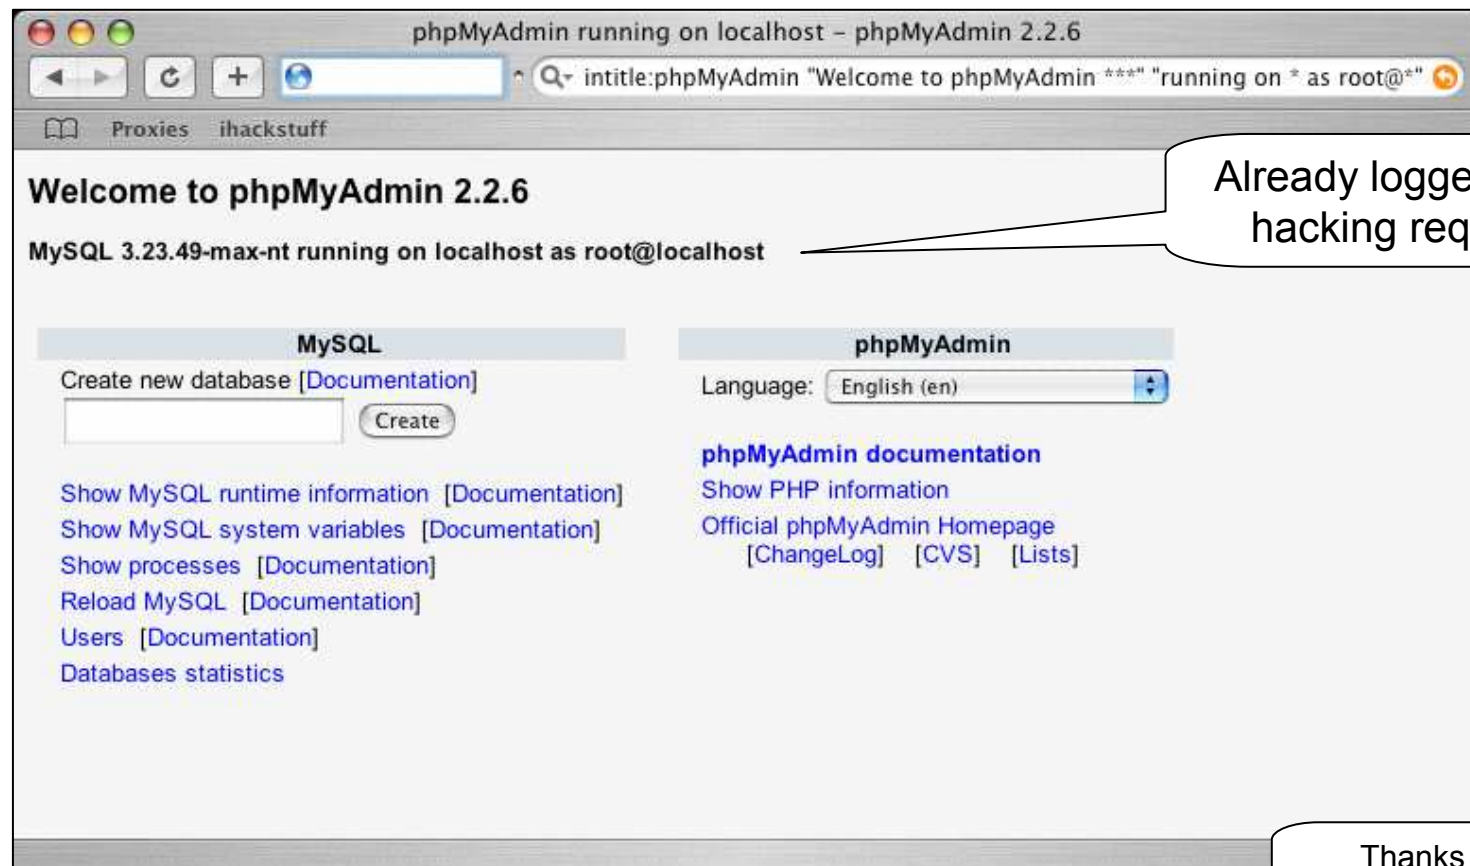 phpMyAdmin running on localhost – phpMyAdmin 2.2.6
intitle:phpMyAdmin "Welcome to phpMyAdmin ***" "running on * as root@*"
Proxies ihackstuff
Already
hacking
Welcome to phpMyAdmin 2.2.6
MySQL 3.23.49-max-nt running on localhost as root@localhost
MySQL
Create new database [Documentation]
Create
Show MySQL runtime information [Documentation]
Show MySQL system variables [Documentation]
Show processes [Documentation]
Reload MySQL [Documentation]
Users [Documentation]
Databases statistics
phpMyAdmin
Language: English (en)
phpMyAdmin documentation
Show PHP information
Official phpMyAdmin Homepage
[ChangeLog] [CVS] [Lists]
Thanks